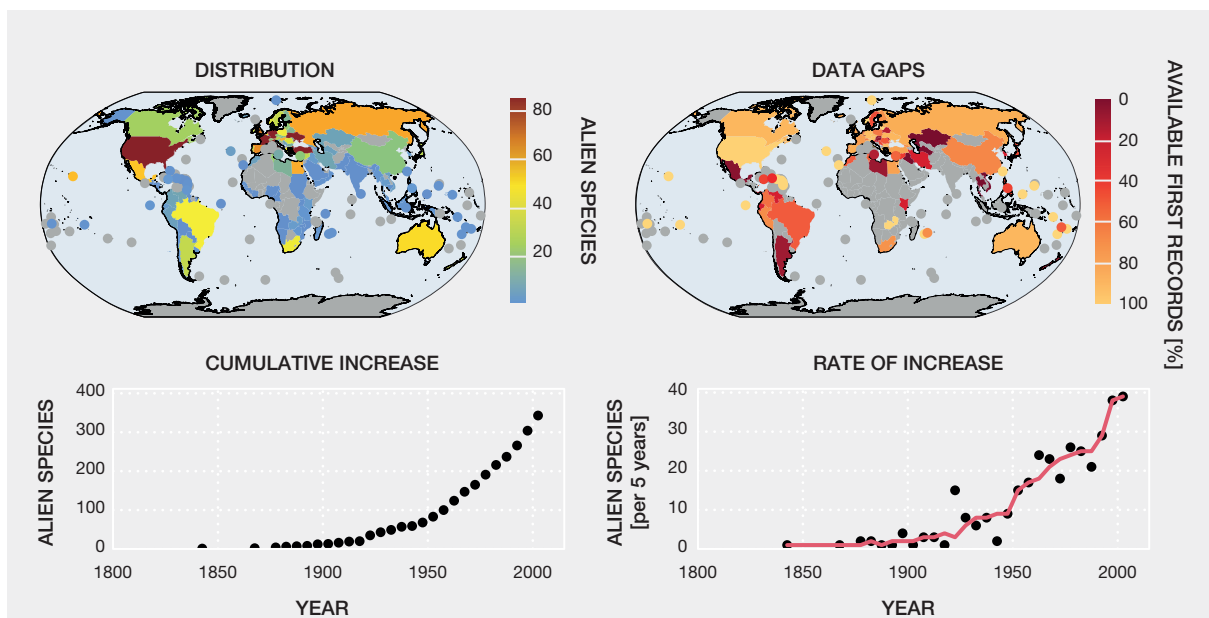 DISTRIBUTION
80
60
40
20
ALIEN SPECIES
DATA GAPS
0
20
40
60
80
100
AVAILABLE FIRST RECORDS [%]
CUMULATIVE INCREASE
ALIEN SPECIES
400
300
200
100
0
1800
1850
1900
1950
2000
YEAR
RATE OF INCREASE
ALIEN SPECIES
[per 5 years]
40
30
20
10
0
1800
1850
1900
1950
2000
YEAR